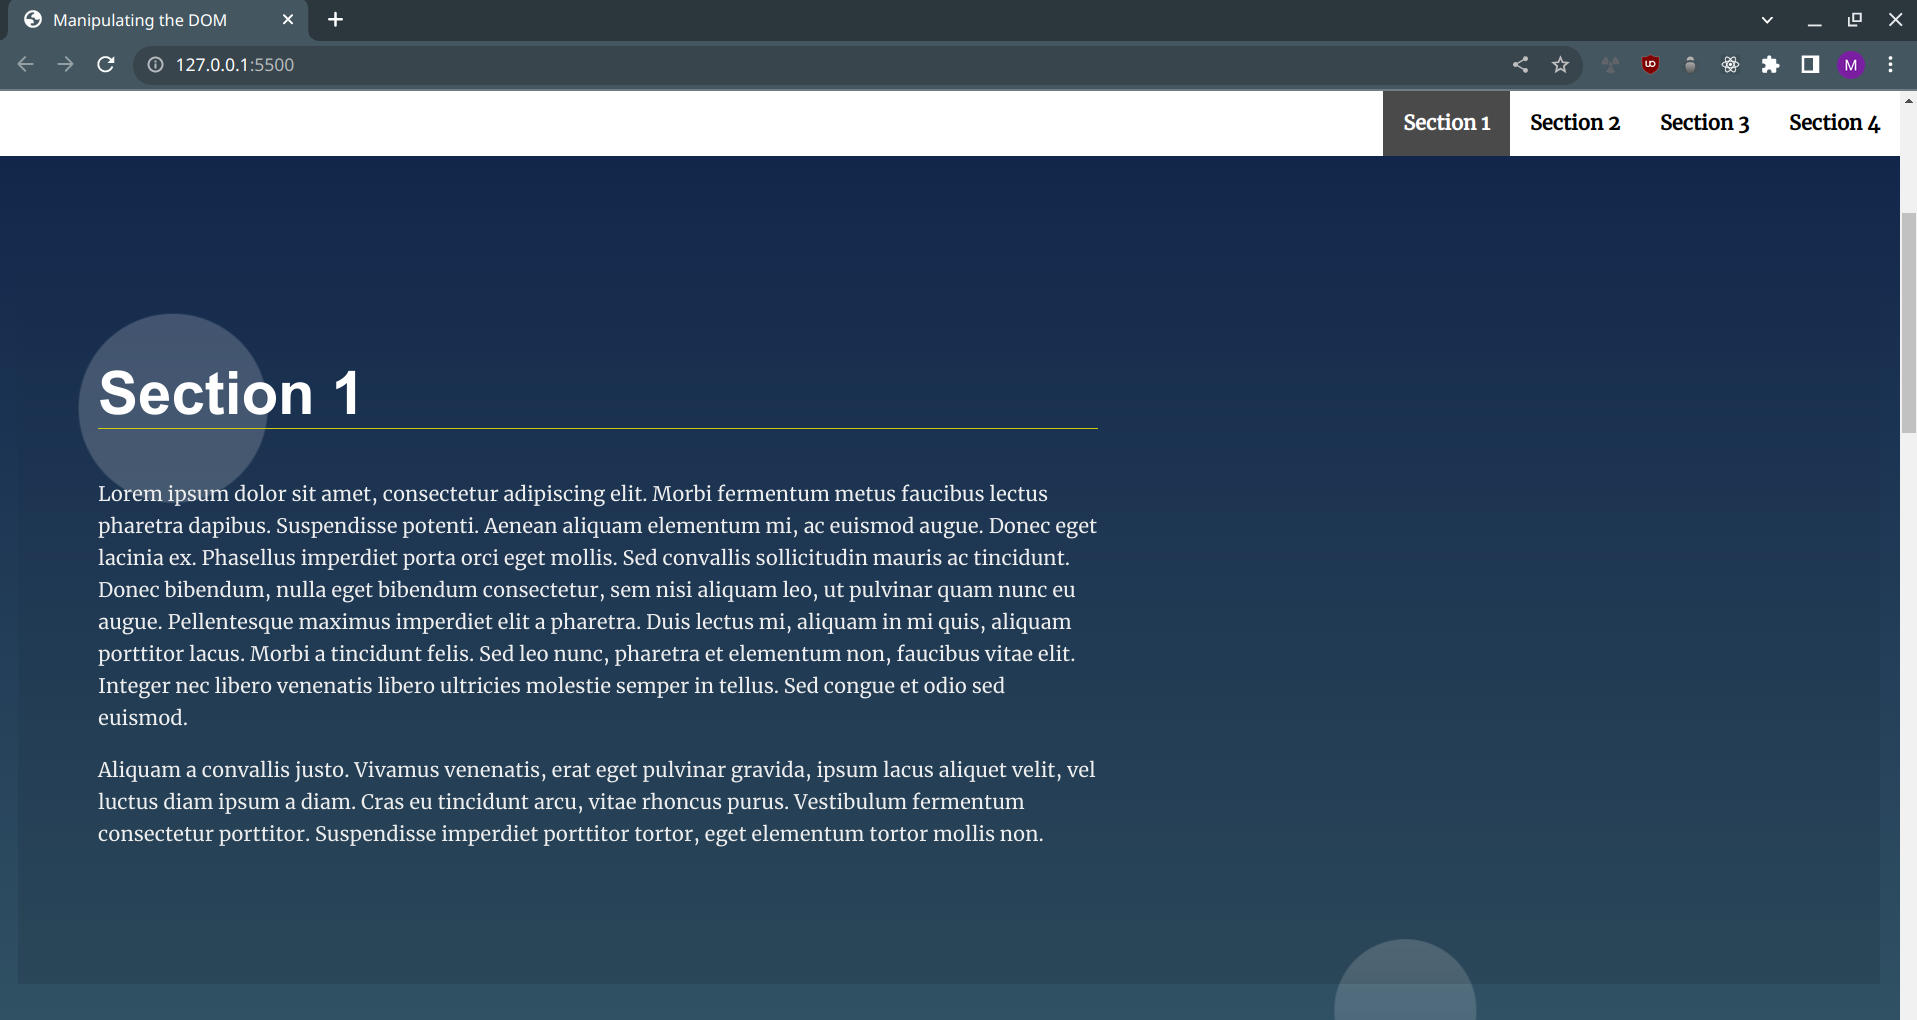 Manipulating the DOM
127.0.0.1:5500
M
Section 1 Section 2 Section 3 Section 4
Section 1
Lorem ipsum dolor sit amet, consectetur adipiscing elit. Morbi fermentum metus faucibus lectus
pharetra dapibus. Suspendisse potenti. Aenean aliquam elementum mi, ac euismod augue. Donec eget
lacinia ex. Phasellus imperdiet porta orci eget mollis. Sed convallis sollicitudin mauris ac tincidunt.
Donec bibendum, nulla eget bibendum consectetur, sem nisi aliquam leo, ut pulvinar quam nunc eu
augue. Pellentesque maximus imperdiet elit a pharetra. Duis lectus mi, aliquam in mi quis, aliquam
porttitor lacus. Morbi a tincidunt felis. Sed leo nunc, pharetra et elementum non, faucibus vitae elit.
Integer nec libero venenatis libero ultricies molestie semper in tellus. Sed congue et odio sed
euismod.
Aliquam a convallis justo. Vivamus venenatis, erat eget pulvinar gravida, ipsum lacus aliquet velit, vel
luctus diam ipsum a diam. Cras eu tincidunt arcu, vitae rhoncus purus. Vestibulum fermentum
consectetur porttitor. Suspendisse imperdiet porttitor tortor, eget elementum tortor mollis non.